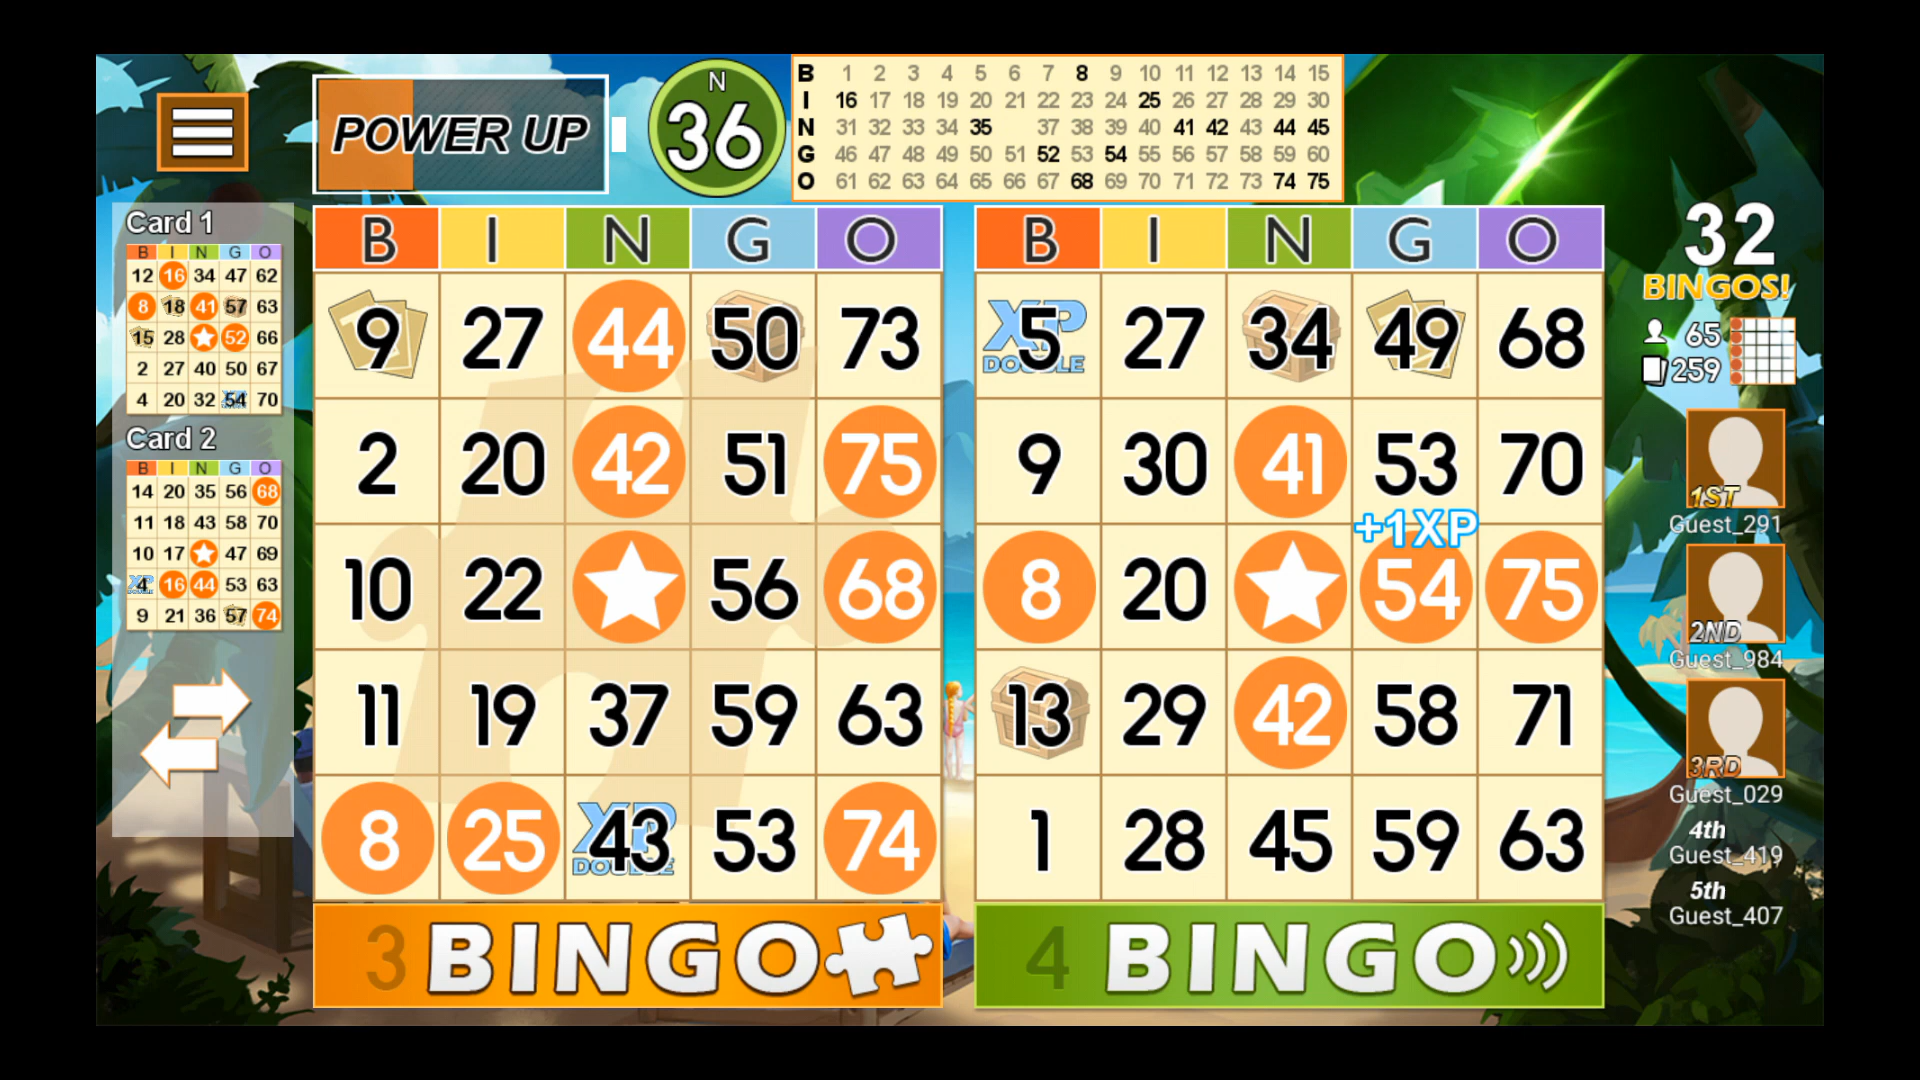 POWER UP
N
36
B 1 2 3 4 5 6 7 8 9 10 11 12 13 14 15
I 16 17 18 19 20 21 22 23 24 25 26 27 28 29 30
N 31 32 33 34 35 37 38 39 40 41 42 43 44 45
G 46 47 48 49 50 51 52 53 54 55 56 57 58 59 60
O 61 62 63 64 65 66 67 68 69 70 71 72 73 74 75
Card 1
B I N G O
12 16 34 47 62
8 18 41 57 63
15 28 52 66
2 27 40 50 67
4 20 32 54 70
Card 2
B I N G O
14 20 35 56 68
11 18 43 58 70
10 17 47 69
XP 4 16 44 53 63
9 21 36 57 74
B I N G O
9 27 44 50 73
2 20 42 51 75
10 22 56 68
11 19 37 59 63
8 25 43 53 74
XP
DOUBLE
3 BINGO
B I N G O
XP
DOUBLE
5 27 34 49 68
9 30 41 53 70
+1XP
8 20 54 75
13 29 42 58 71
1 28 45 59 63
4 BINGO
32
BINGOS!
65
259
1ST
Guest_291
2ND
Guest_984
3RD
Guest_029
4th
Guest_419
5th
Guest_407